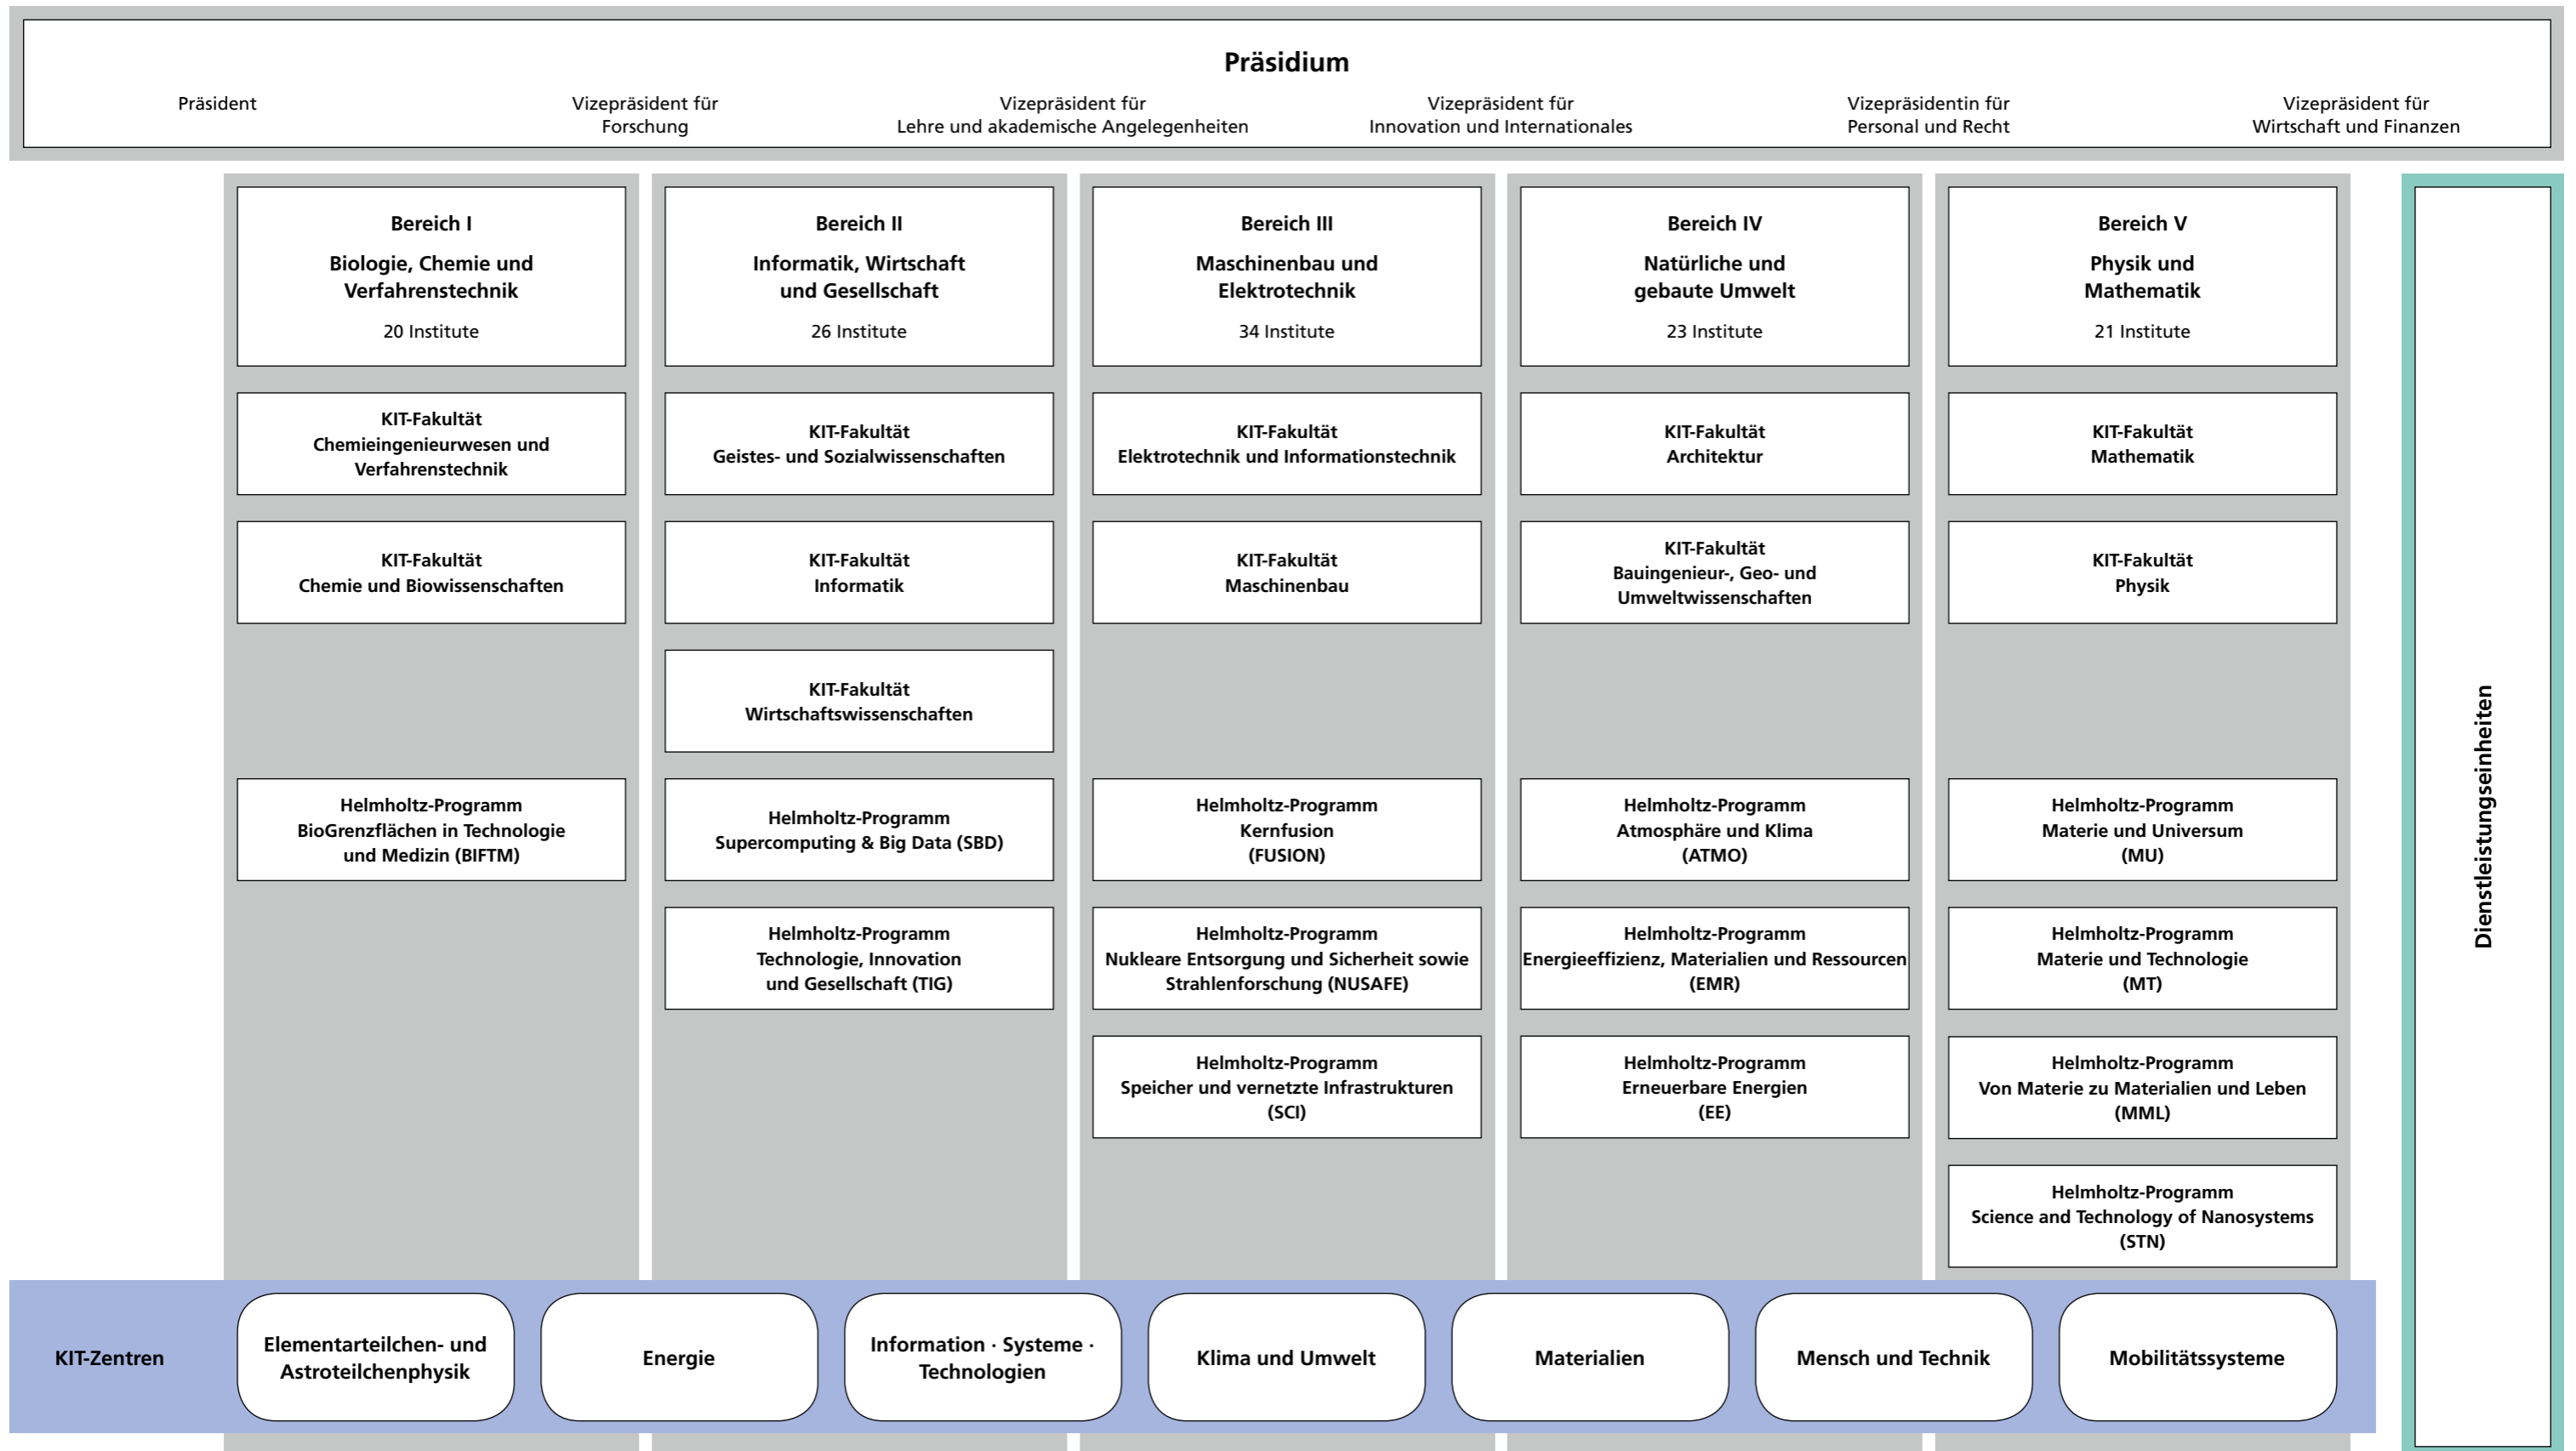 Präsidium
Präsident
Vizepräsident für
Forschung
Vizepräsident für
Lehre und akademische Angelegenheiten
Vizepräsident für
Innovation und Internationales
Vizepräsidentin für
Personal und Recht
Vizepräsident für
Wirtschaft und Finanzen
Bereich I
Biologie, Chemie und
Verfahrenstechnik
20 Institute
KIT-Fakultät
Chemieingenieurwesen und
Verfahrenstechnik
KIT-Fakultät
Chemie und Biowissenschaften
Helmholtz-Programm
BioGrenzflächen in Technologie
und Medizin (BIFTM)
Bereich II
Informatik, Wirtschaft
und Gesellschaft
26 Institute
KIT-Fakultät
Geistes- und Sozialwissenschaften
KIT-Fakultät
Informatik
KIT-Fakultät
Wirtschaftswissenschaften
Helmholtz-Programm
Supercomputing & Big Data (SBD)
Helmholtz-Programm
Technologie, Innovation
und Gesellschaft (TIG)
Bereich III
Maschinenbau und
Elektrotechnik
34 Institute
KIT-Fakultät
Elektrotechnik und Informationstechnik
KIT-Fakultät
Maschinenbau
Helmholtz-Programm
Kernfusion
(FUSION)
Helmholtz-Programm
Nukleare Entsorgung und Sicherheit sowie
Strahlenforschung (NUSAFE)
Helmholtz-Programm
Speicher und vernetzte Infrastrukturen
(SCI)
Bereich IV
Natürliche und
gebaute Umwelt
23 Institute
KIT-Fakultät
Architektur
KIT-Fakultät
Bauingenieur-, Geo- und
Umweltwissenschaften
Helmholtz-Programm
Atmosphäre und Klima
(ATMO)
Helmholtz-Programm
Energieeffizienz, Materialien und Ressourcen
(EMR)
Helmholtz-Programm
Erneuerbare Energien
(EE)
Bereich V
Physik und
Mathematik
21 Institute
KIT-Fakultät
Mathematik
KIT-Fakultät
Physik
Helmholtz-Programm
Materie und Universum
(MU)
Helmholtz-Programm
Materie und Technologie
(MT)
Helmholtz-Programm
Von Materie zu Materialien und Leben
(MML)
Helmholtz-Programm
Science and Technology of Nanosystems
(STN)
Dienstleistungseinheiten
KIT-Zentren
Elementarteilchen- und
Astroteilchenphysik
Energie
Information · Systeme ·
Technologien
Klima und Umwelt
Materialien
Mensch und Technik
Mobilitätssysteme